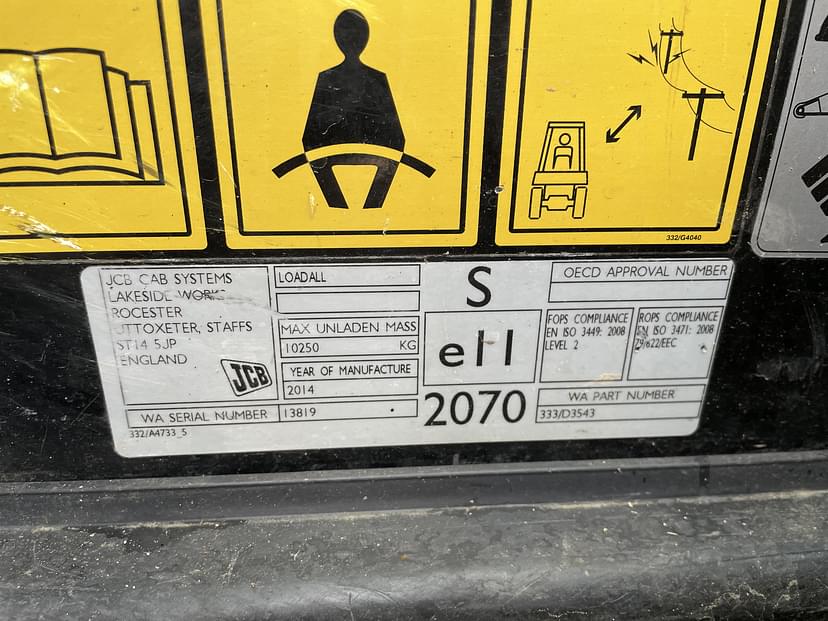 332/G4040
JCB CAB SYSTEMS
LAKESIDE WORKS
ROCESTER
UTTOXETER, STAFFS
ST14 5JP
ENGLAND
JCB
WA SERIAL NUMBER
13819
332/A4733_5
LOADALL
MAX UNLADEN MASS
10250 KG
YEAR OF MANUFACTURE
2014
S
e11
2070
OECD APPROVAL NUMBER
FOPS COMPLIANCE
EN ISO 3449: 2008
LEVEL 2
ROPS COMPLIANCE
EN ISO 3471: 2008
79/622/EEC
WA PART NUMBER
333/D3543